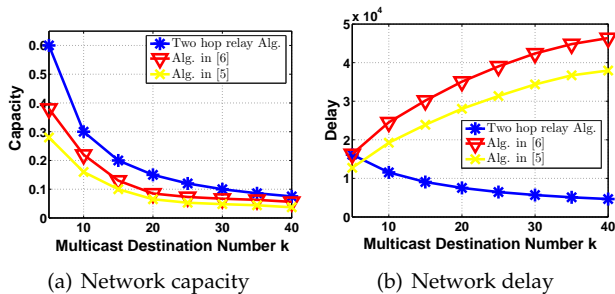 0.6
0.5
0.4
0.3
0.2
0.1
0
10
20
30
40
Capacity
Multicast Destination Number k
Two hop relay Alg.
Alg. in [6]
Alg. in [5]
(a) Network capacity
5 x 10^4
4
3
2
1
0
10
20
30
40
Delay
Multicast Destination Number k
Two hop relay Alg.
Alg. in [6]
Alg. in [5]
(b) Network delay